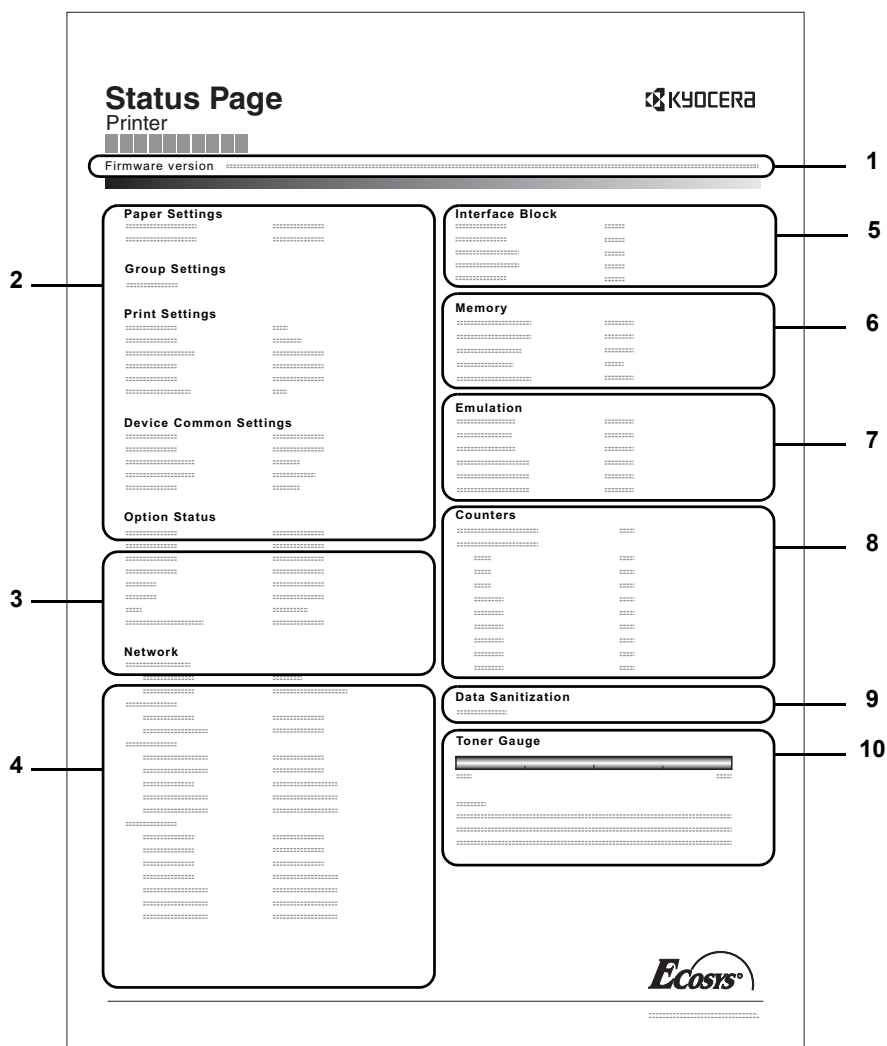 Status Page
KYOCERA
Printer
Firmware version
1
Paper Settings
Group Settings
Print Settings
Device Common Settings
Option Status
2
3
Network
4
Interface Block
5
Memory
6
Emulation
7
Counters
8
Data Sanitization
9
Toner Gauge
10
ECOSYS